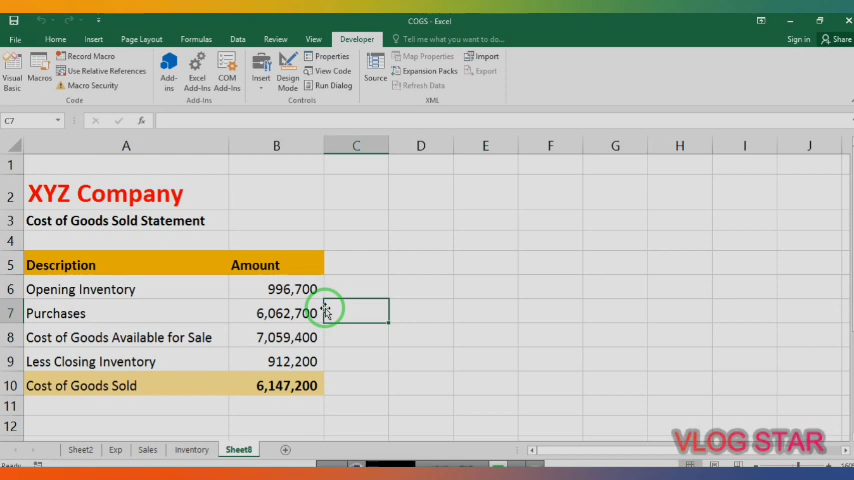 COGS - Excel
File Home Insert Page Layout Formulas Data Review View Developer Tell me what you want to do... Sign in Share
Visual Basic
Macros
Record Macro
Use Relative References
Macro Security
Code
Add-ins
Excel Add-Ins
COM Add-Ins
Add-Ins
Insert
Design Mode
Properties
View Code
Run Dialog
Controls
Source
Map Properties
Expansion Packs
Refresh Data
Import
Export
XML
C7 fx
A B C D E F G H I J
1
2 XYZ Company
3 Cost of Goods Sold Statement
4
5 Description Amount
6 Opening Inventory 996,700
7 Purchases 6,062,700
8 Cost of Goods Available for Sale 7,059,400
9 Less Closing Inventory 912,200
10 Cost of Goods Sold 6,147,200
11
12
VLOG STAR
Sheet2 Exp Sales Inventory Sheet8